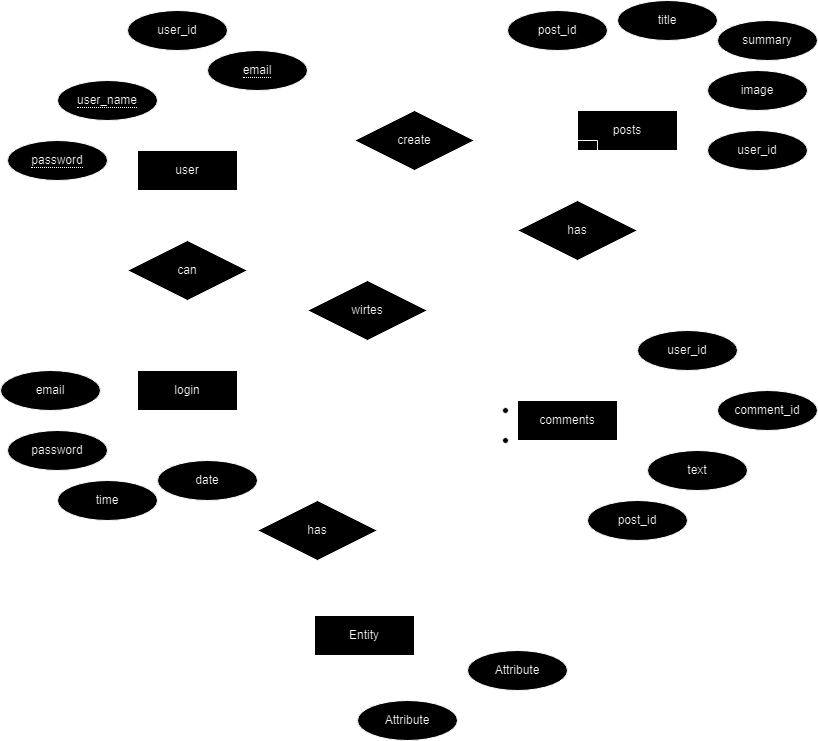 user_id
email
user_name
password
user
post_id
title
summary
image
user_id
posts
create
has
can
wirtes
email
login
password
date
time
user_id
comments
comment_id
text
post_id
has
Entity
Attribute
Attribute